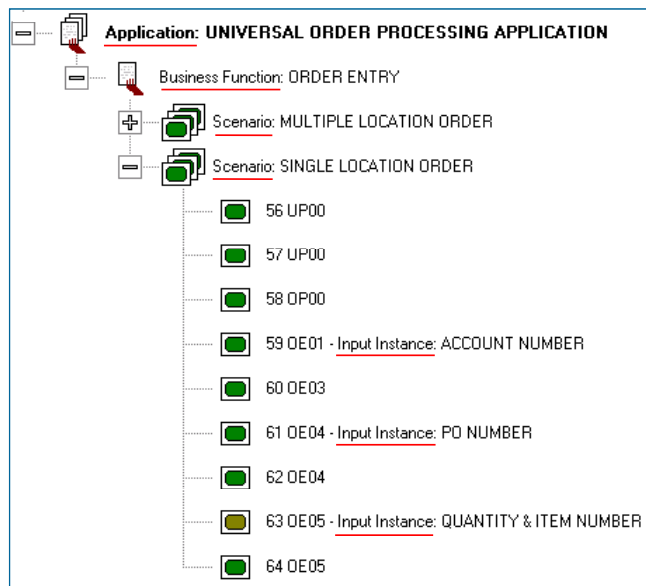 Application: UNIVERSAL ORDER PROCESSING APPLICATION
Business Function: ORDER ENTRY
Scenario: MULTIPLE LOCATION ORDER
Scenario: SINGLE LOCATION ORDER
56 UP00
57 UP00
58 OP00
59 OE01 - Input Instance: ACCOUNT NUMBER
60 OE03
61 OE04 - Input Instance: PO NUMBER
62 OE04
63 OE05 - Input Instance: QUANTITY & ITEM NUMBER
64 OE05